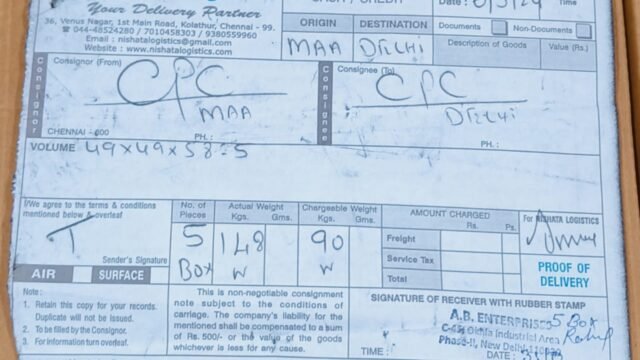 Your Delivery Partner
36, Venus Nagar, 1st Main Road, Kolathur, Chennai - 99.
☎ 044-48524280 / 7010458303 / 9380559960
Email : nishatalogistics@gmail.com
Website : www.nishatalogistics.com
ORIGIN DESTINATION
MAA DELHI
Date :
Time :
Documents Non-Documents
Description of Goods Value (Rs.)
Consignor
Consignor (From)
CPC
MAA
CHENNAI - 600 PH. :
Consignee
Consignee (To)
CPC
DELHI
PH. :
VOLUME 49x49x58=5
I/We agree to the terms & conditions
mentioned below & overleaf
Sender's Signature
AIR SURFACE
No. of Pieces
5
Box
Actual Weight
Kgs. Gms.
148
W
Chargeable Weight
Kgs. Gms.
90
W
AMOUNT CHARGED
Rs. Ps.
Freight
Service Tax
Total
For NISHATA LOGISTICS
PROOF OF
DELIVERY
Note :
1. Retain this copy for your records.
Duplicate will not be issued.
2. To be filled by the Consignor.
3. For information turn overleaf.
This is non-negotiable consignment
note subject to the conditions of
carriage. The company's liability for
the mentioned shall be compensated to a sum
of Rs. 500/- or the value of the goods
whichever is less for any cause.
SIGNATURE OF RECEIVER WITH RUBBER STAMP
A.B. ENTERPRISES 5 Box
Okhla Industrial Area
Phase-II, New Delhi
TIME : DATE :